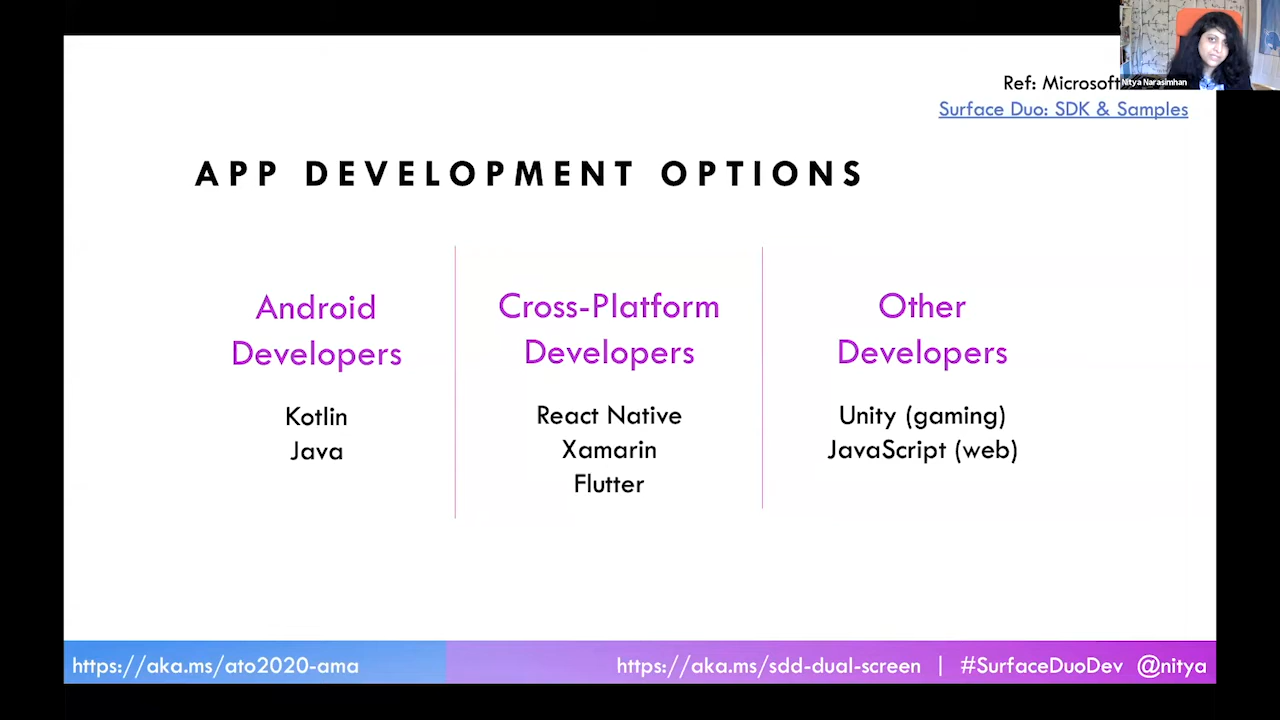 Nitya Narasimhan
Ref: Microsoft
Surface Duo: SDK & Samples
APP DEVELOPMENT OPTIONS
Android
Developers
Kotlin
Java
Cross-Platform
Developers
React Native
Xamarin
Flutter
Other
Developers
Unity (gaming)
JavaScript (web)
https://aka.ms/ato2020-ama
https://aka.ms/sdd-dual-screen | #SurfaceDuoDev @nitya